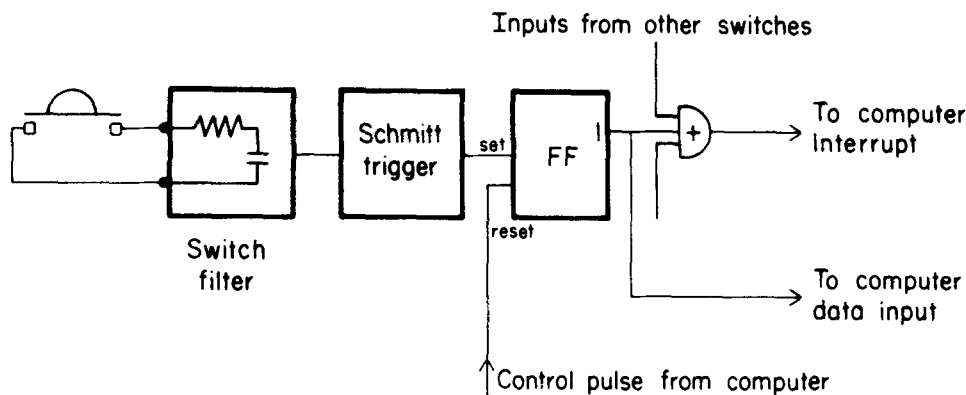 Inputs from other switches
To computer
Interrupt
Schmitt
trigger
set
FF
1
+
reset
Switch
filter
To computer
data input
Control pulse from computer